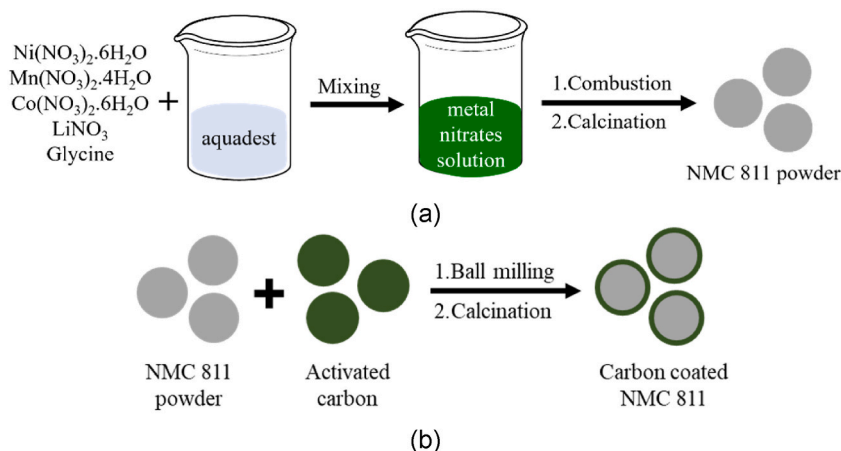 Ni(NO3)2.6H2O
Mn(NO3)2.4H2O
Co(NO3)2.6H2O
LiNO3
Glycine
+
aquadest
Mixing
metal
nitrates
solution
1.Combustion
2.Calcination
NMC 811 powder
(a)
+
1.Ball milling
2.Calcination
NMC 811
powder
Activated
carbon
Carbon coated
NMC 811
(b)